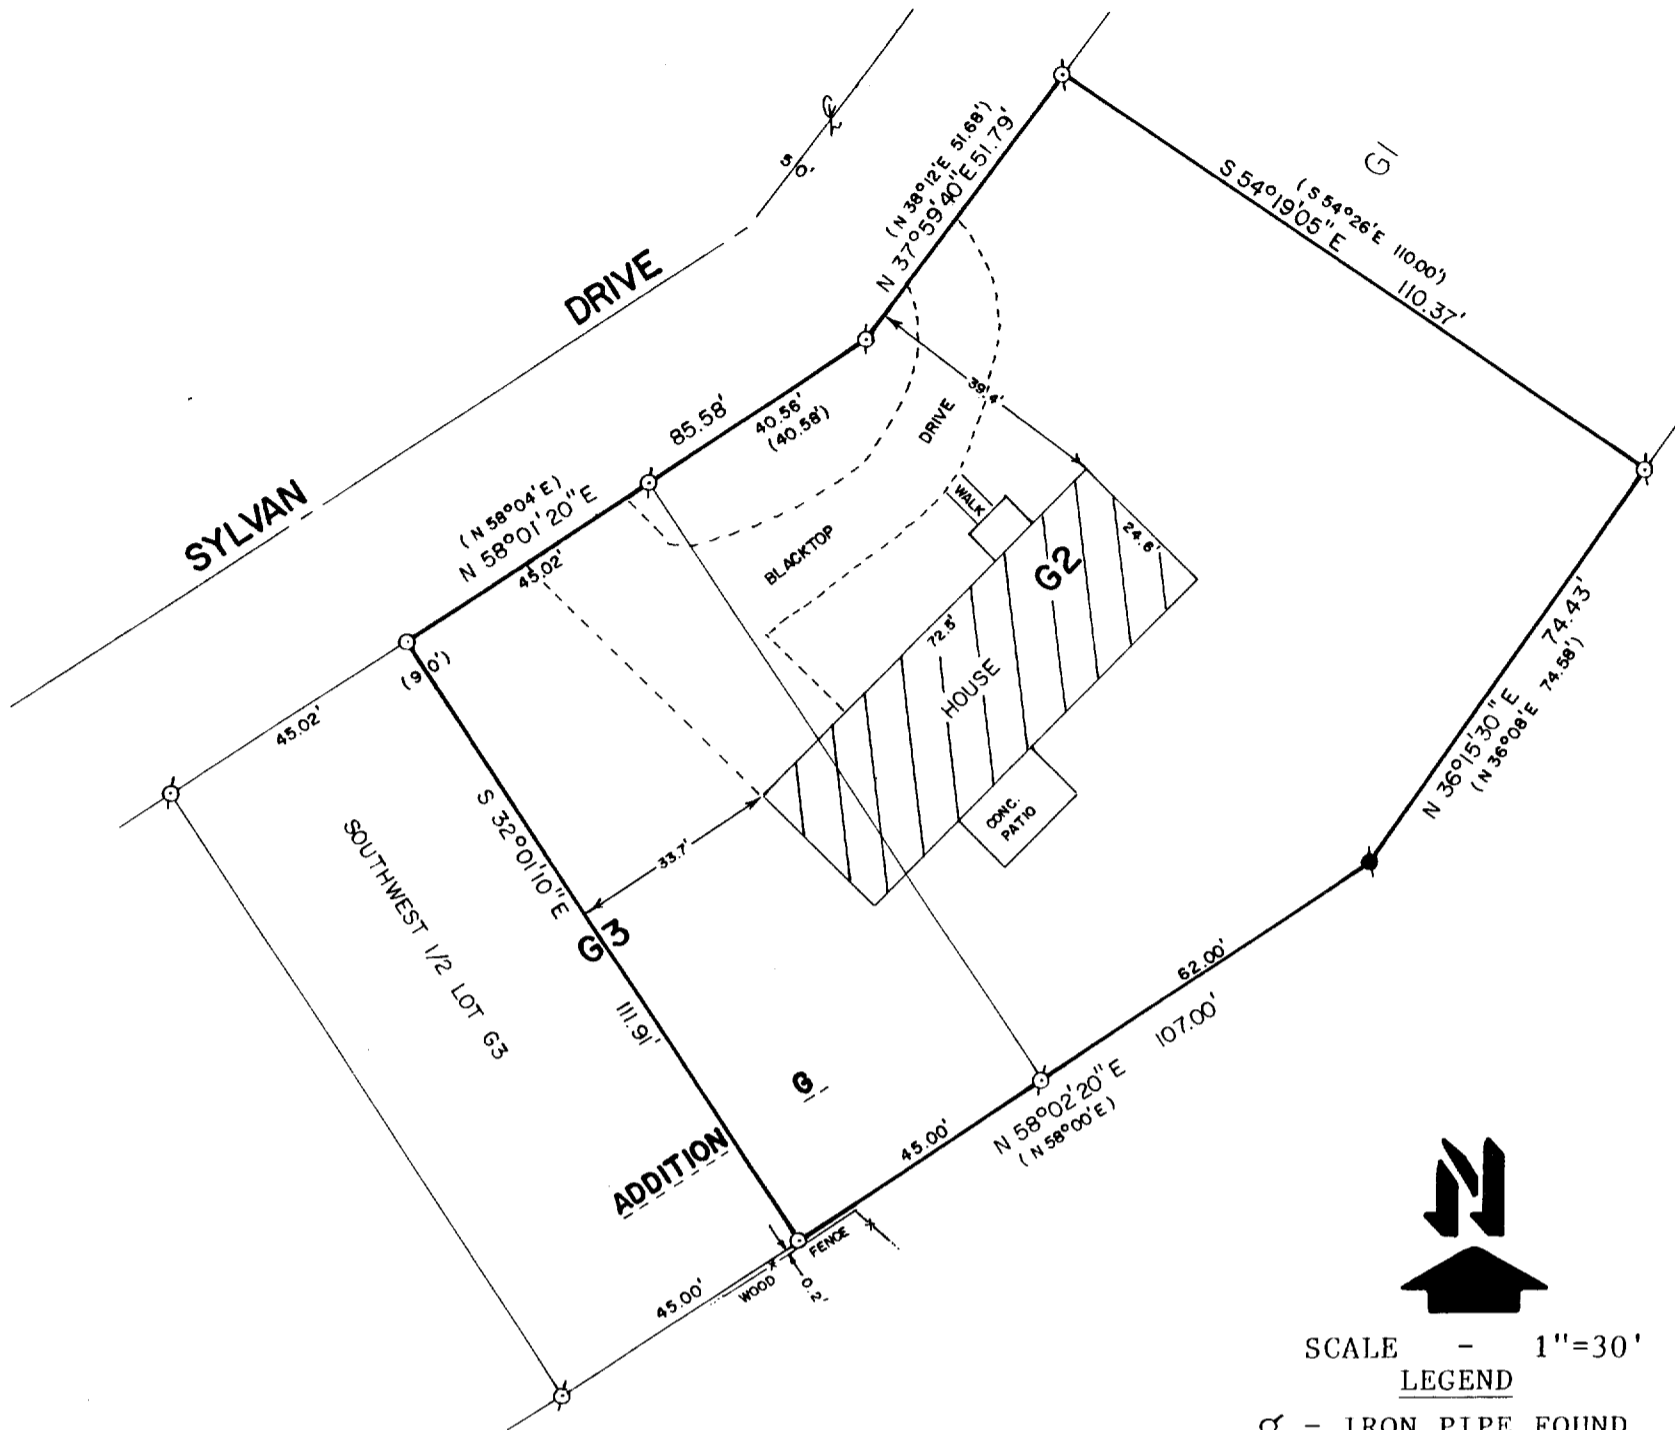 G1
50'
(N 38°12'E 51.68')
N 37°59'40"E 51.79'
(S 54°26'E 110.00')
S 54°19'05"E 110.37'
SYLVAN DRIVE
85.58'
40.56'
(40.58')
(N 58°04'E)
N 58°01'20"E
45.02'
39.4'
DRIVE
WALK
BLACKTOP
24.6'
G2
72.5'
HOUSE
CONC.
PATIO
74.43'
N 36°15'30"E
(N 36°08'E 74.58')
(90')
45.02'
S 32°01'10"E
111.91'
33.7'
G3
SOUTHWEST 1/2 LOT G3
62.00'
107.00'
N 58°02'20"E
(N 58°00'E)
45.00'
G
ADDITION
45.00'
WOOD FENCE
0.2'
N
SCALE - 1"=30'
LEGEND
- IRON PIPE FOUND